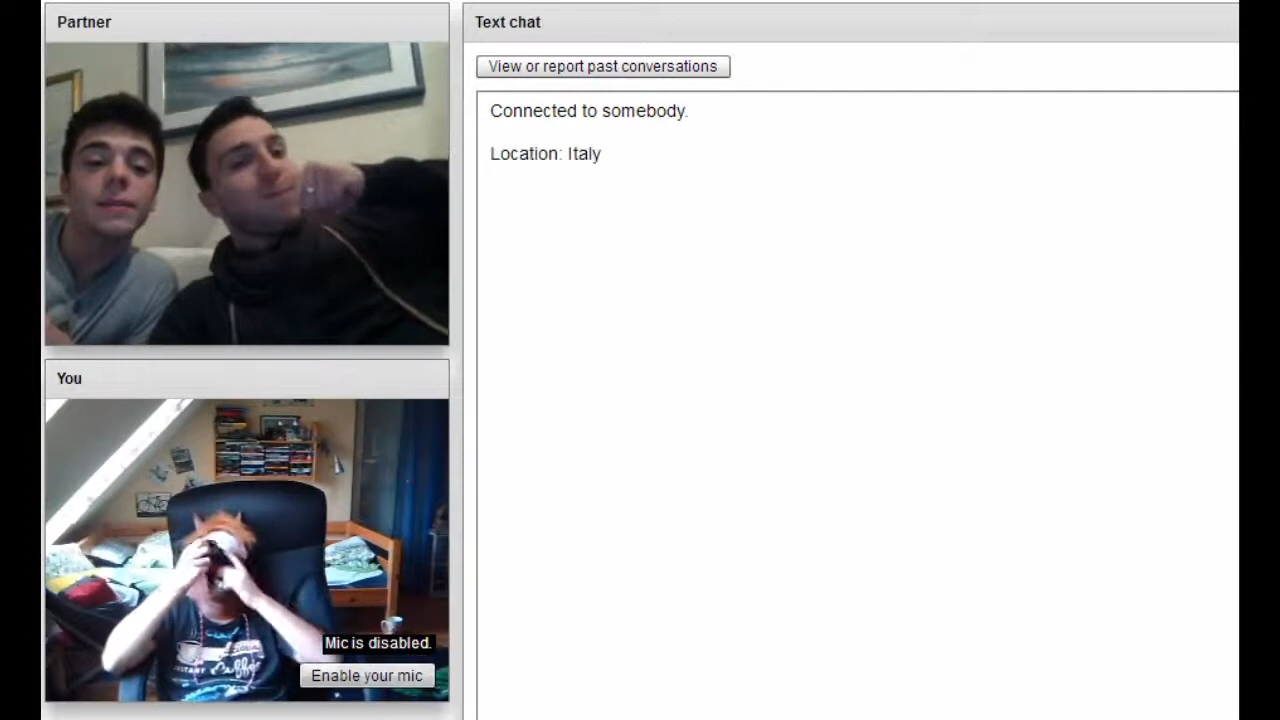 Partner
Text chat
View or report past conversations
Connected to somebody.
Location: Italy
You
INSTANT
Mic is disabled.
Enable your mic